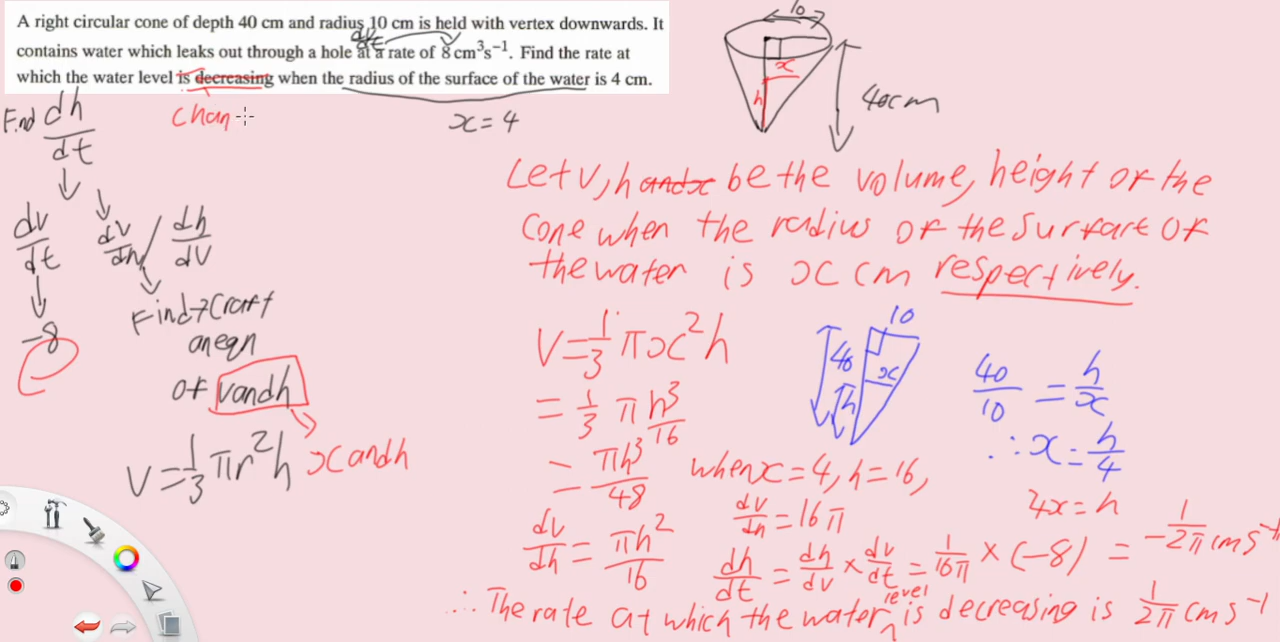 A right circular cone of depth 40 cm and radius 10 cm is held with vertex downwards. It
contains water which leaks out through a hole at a rate of 8 cm³s⁻¹. Find the rate at
which the water level is decreasing when the radius of the surface of the water is 4 cm.
dv/dt
chan
x = 4
Find dh/dt
dv/dt
dv/dh / dh/dv
-8
Find → Craft
an eqn
of v and h
V = 1/3 πr²h
x and h
10
x
h
40cm
Let V, h and x be the volume, height of the
cone when the radius of the surfart of
the water is x cm respectively.
V = 1/3 πx²h
= 1/3 π h³/16
= πh³/48
dv/dh = πh²/16
10
40
x
h
40/10 = h/x
∴ x = h/4
4x = h
when x = 4, h = 16,
dv/dh = 16π
dh/dt = dh/dv × dv/dt = 1/16π × (-8) = -1/2π cms⁻¹
∴ The rate at which the water level is decreasing is 1/2π cms⁻¹